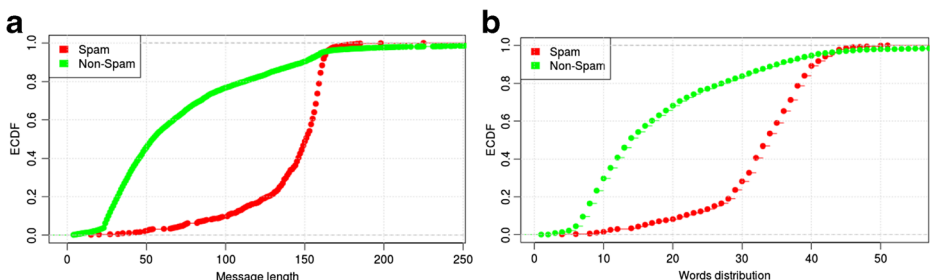 a
b
Spam
Non-Spam
ECDF
0.0 0.2 0.4 0.6 0.8 1.0
0 50 100 150 200 250
Message length
Spam
Non-Spam
ECDF
0.0 0.2 0.4 0.6 0.8 1.0
0 10 20 30 40 50
Words distribution